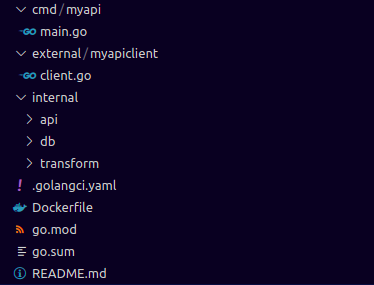 cmd/myapi
main.go
external/myapiclient
client.go
internal
api
db
transform
.golangci.yaml
Dockerfile
go.mod
go.sum
README.md